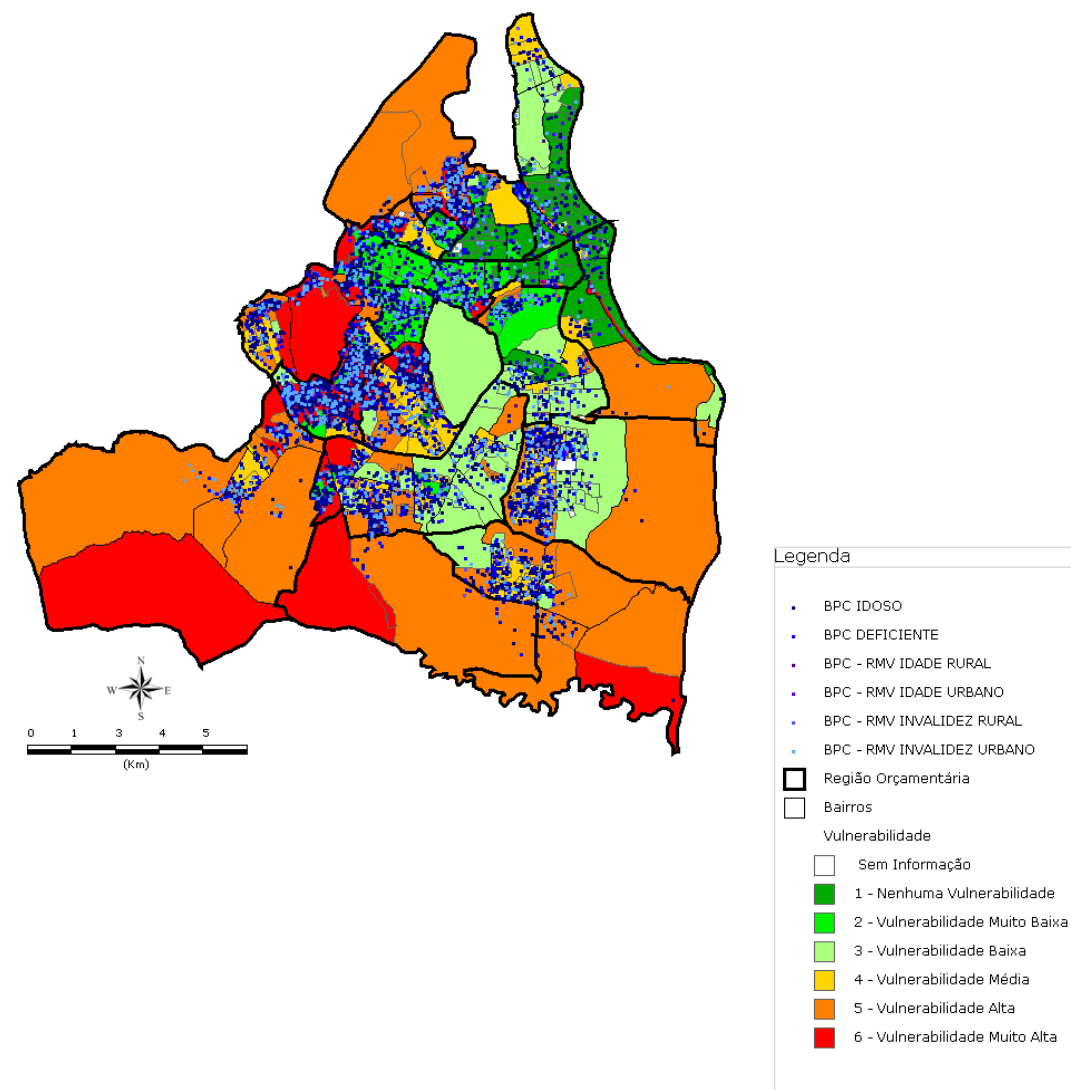 N
W E
S
0 1 2 3 4 5
(Km)
Legenda
BPC IDOSO
BPC DEFICIENTE
BPC - RMV IDADE RURAL
BPC - RMV IDADE URBANO
BPC - RMV INVALIDEZ RURAL
BPC - RMV INVALIDEZ URBANO
Região Orçamentária
Bairros
Vulnerabilidade
Sem Informação
1 - Nenhuma Vulnerabilidade
2 - Vulnerabilidade Muito Baixa
3 - Vulnerabilidade Baixa
4 - Vulnerabilidade Média
5 - Vulnerabilidade Alta
6 - Vulnerabilidade Muito Alta